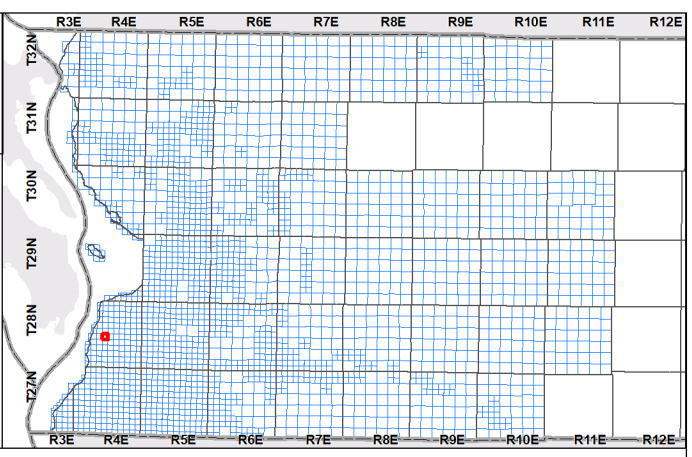 R3E R4E R5E R6E R7E R8E R9E R10E R11E R12E
T32N
T31N
T30N
T29N
T28N
T27N
R3E R4E R5E R6E R7E R8E R9E R10E R11E R12E